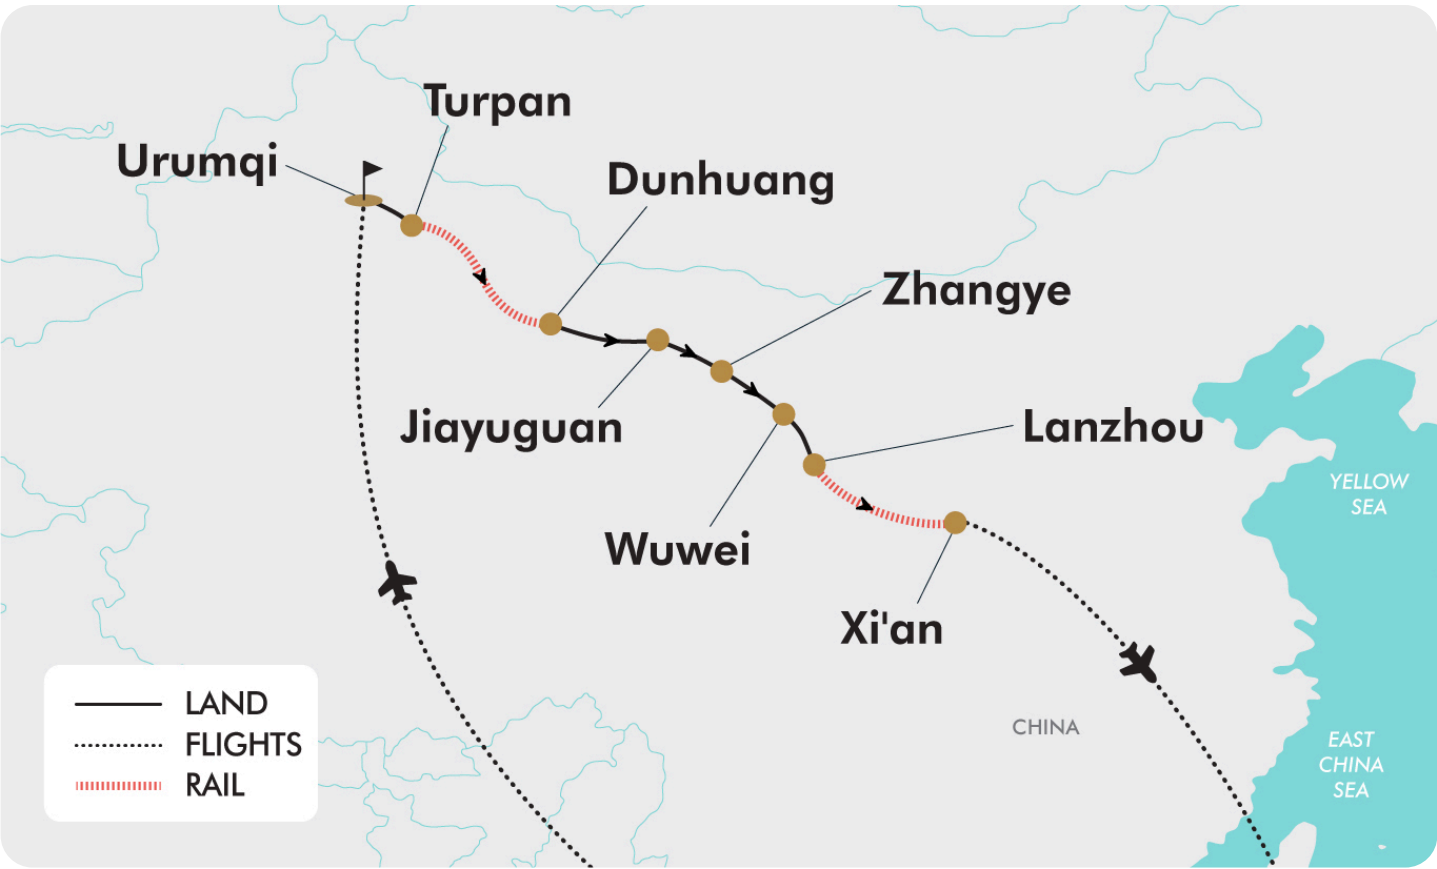 Turpan
Urumqi
Dunhuang
Zhangye
Jiayuguan
Lanzhou
Wuwei
Xi'an
YELLOW
SEA
CHINA
EAST
CHINA
SEA
LAND
FLIGHTS
RAIL